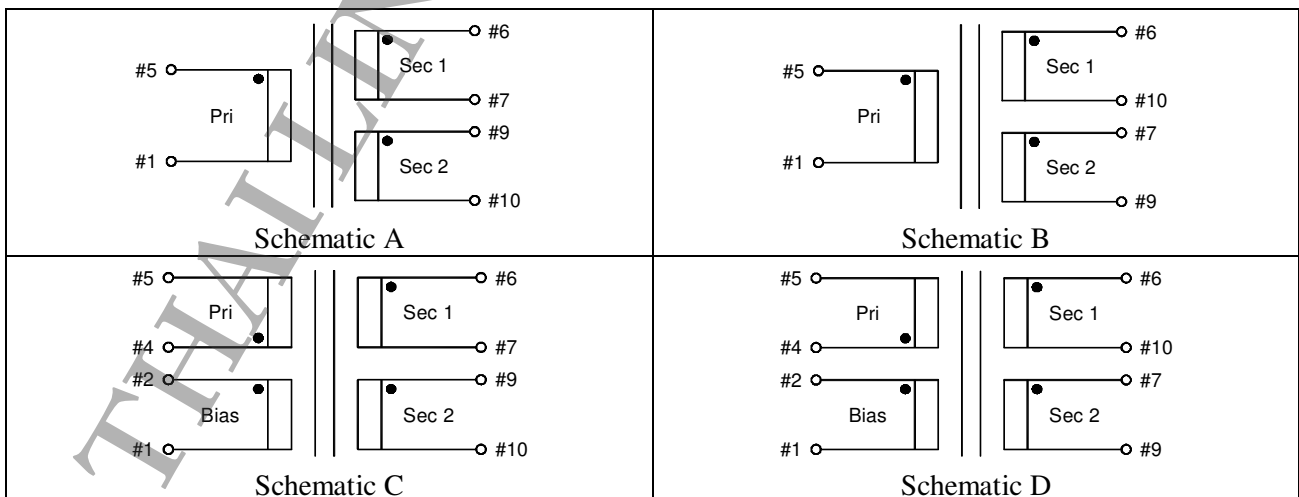 #5
Pri
#1
#6
Sec 1
#7
#9
Sec 2
#10
Schematic A
#5
Pri
#1
#6
Sec 1
#10
#7
Sec 2
#9
Schematic B
#5
Pri
#4
#2
Bias
#1
#6
Sec 1
#7
#9
Sec 2
#10
Schematic C
#5
Pri
#4
#2
Bias
#1
#6
Sec 1
#10
#7
Sec 2
#9
Schematic D